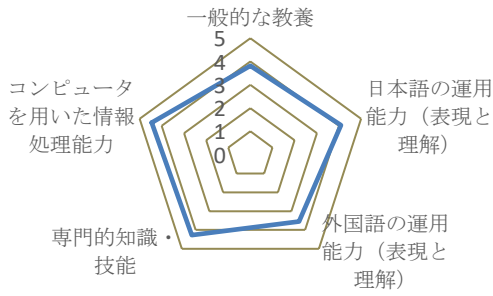 一般的な教養
5
4
3
2
1
0
日本語の運用
能力（表現と
理解）
外国語の運用
能力（表現と
理解）
専門的知識・
技能
コンピュータ
を用いた情報
処理能力